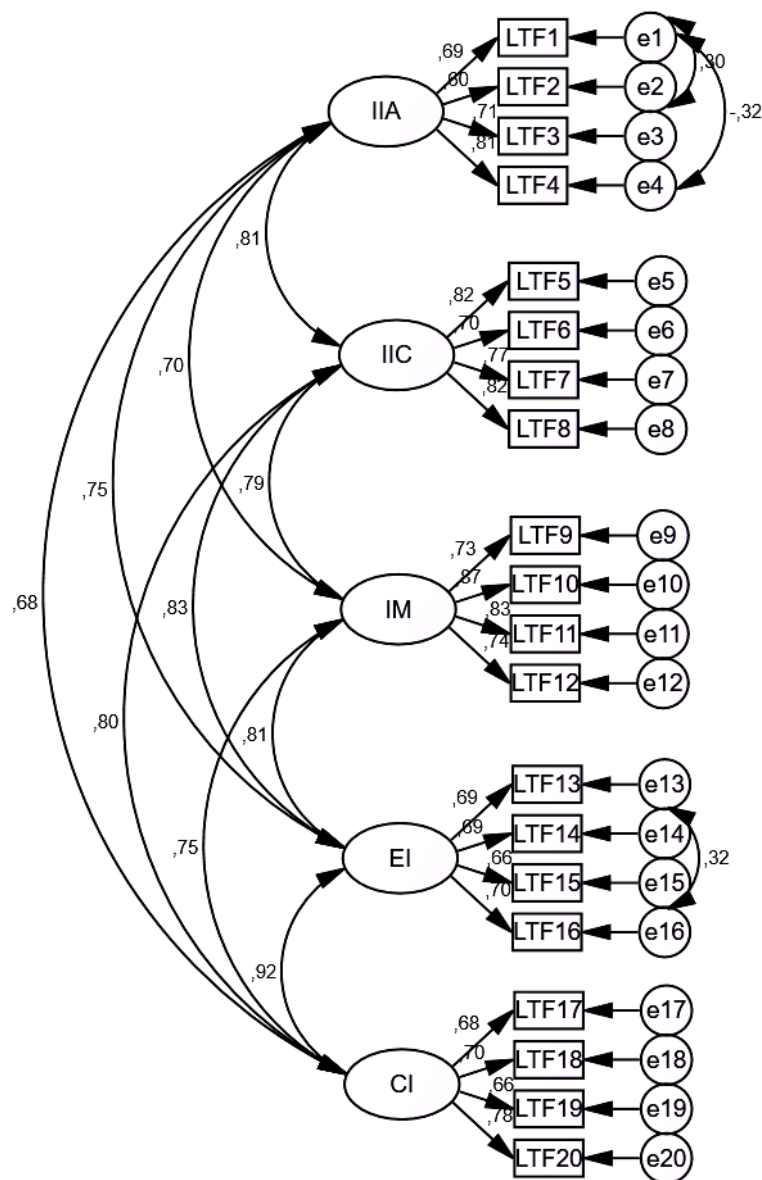 LTF1 e1
,69
,30
,60
LTF2 e2
IIA
,71
-,32
LTF3 e3
,81
LTF4 e4
,81
LTF5 e5
,82
,70
LTF6 e6
IIC
,77
LTF7 e7
,70
,82
LTF8 e8
,75
,79
LTF9 e9
,73
,87
LTF10 e10
,68
,83
IM
,83
LTF11 e11
,74
LTF12 e12
,80
,81
LTF13 e13
,69
,69
LTF14 e14
,75
EI
,66
,32
LTF15 e15
,70
LTF16 e16
,92
LTF17 e17
,68
,70
LTF18 e18
CI
,66
LTF19 e19
,78
LTF20 e20